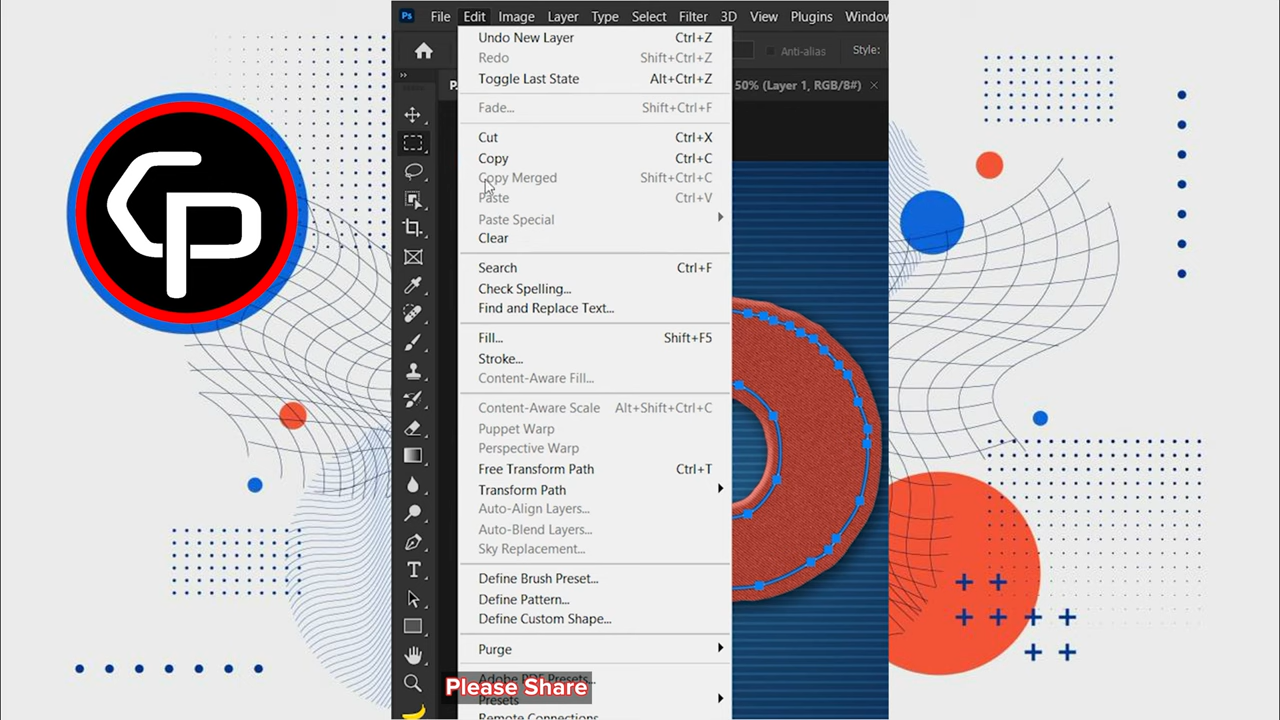 Ps File Edit Image Layer Type Select Filter 3D View Plugins Window
Anti-alias Style:
50% (Layer 1, RGB/8#) ×
Undo New Layer Ctrl+Z
Redo Shift+Ctrl+Z
Toggle Last State Alt+Ctrl+Z
Fade... Shift+Ctrl+F
Cut Ctrl+X
Copy Ctrl+C
Copy Merged Shift+Ctrl+C
Paste Ctrl+V
Paste Special
Clear
Search Ctrl+F
Check Spelling...
Find and Replace Text...
Fill... Shift+F5
Stroke...
Content-Aware Fill...
Content-Aware Scale Alt+Shift+Ctrl+C
Puppet Warp
Perspective Warp
Free Transform Path Ctrl+T
Transform Path
Auto-Align Layers...
Auto-Blend Layers...
Sky Replacement...
Define Brush Preset...
Define Pattern...
Define Custom Shape...
Purge
Adobe PDF Presets...
Please Share
Presets
Remote Connections
CP